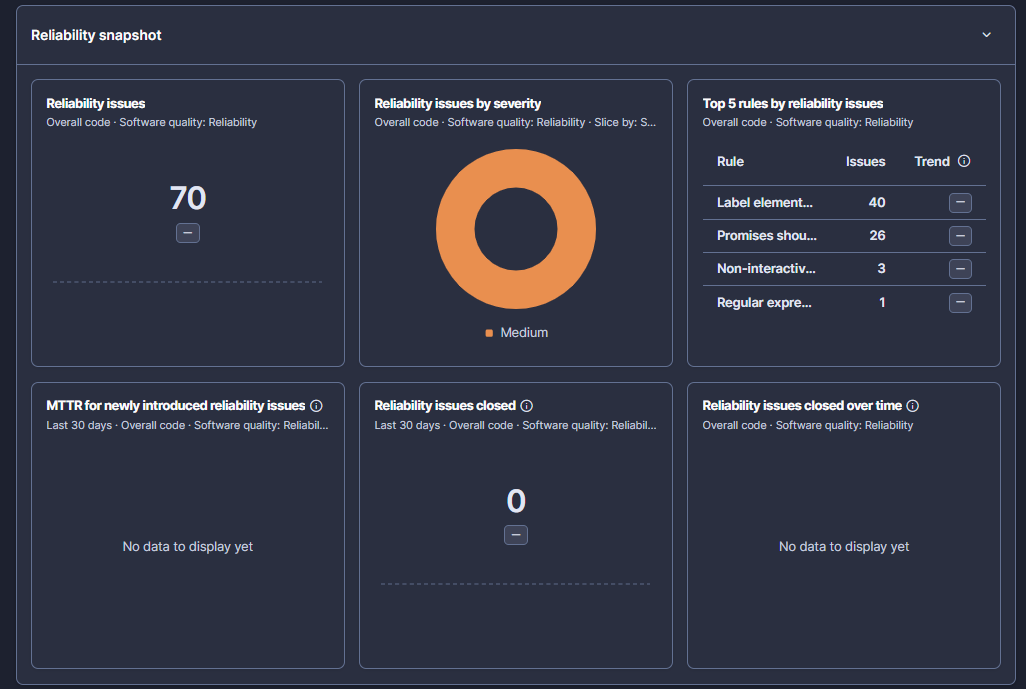 Reliability snapshot
Reliability issues
Overall code · Software quality: Reliability
70
Reliability issues by severity
Overall code · Software quality: Reliability · Slice by: S...
Medium
Top 5 rules by reliability issues
Overall code · Software quality: Reliability
Rule Issues Trend
Label element... 40
Promises shou... 26
Non-interactiv... 3
Regular expre... 1
MTTR for newly introduced reliability issues
Last 30 days · Overall code · Software quality: Reliabil...
No data to display yet
Reliability issues closed
Last 30 days · Overall code · Software quality: Reliabil...
0
Reliability issues closed over time
Overall code · Software quality: Reliability
No data to display yet